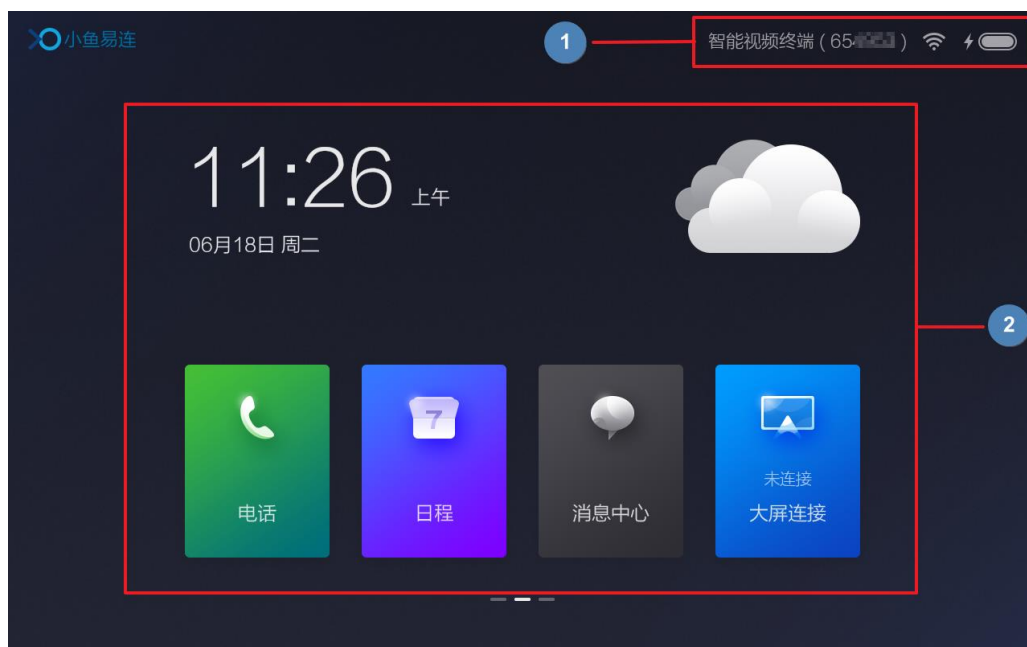 小鱼易连
1
智能视频终端 ( 65 )
11:26 上午
06月18日 周二
2
7
电话
日程
消息中心
未连接
大屏连接